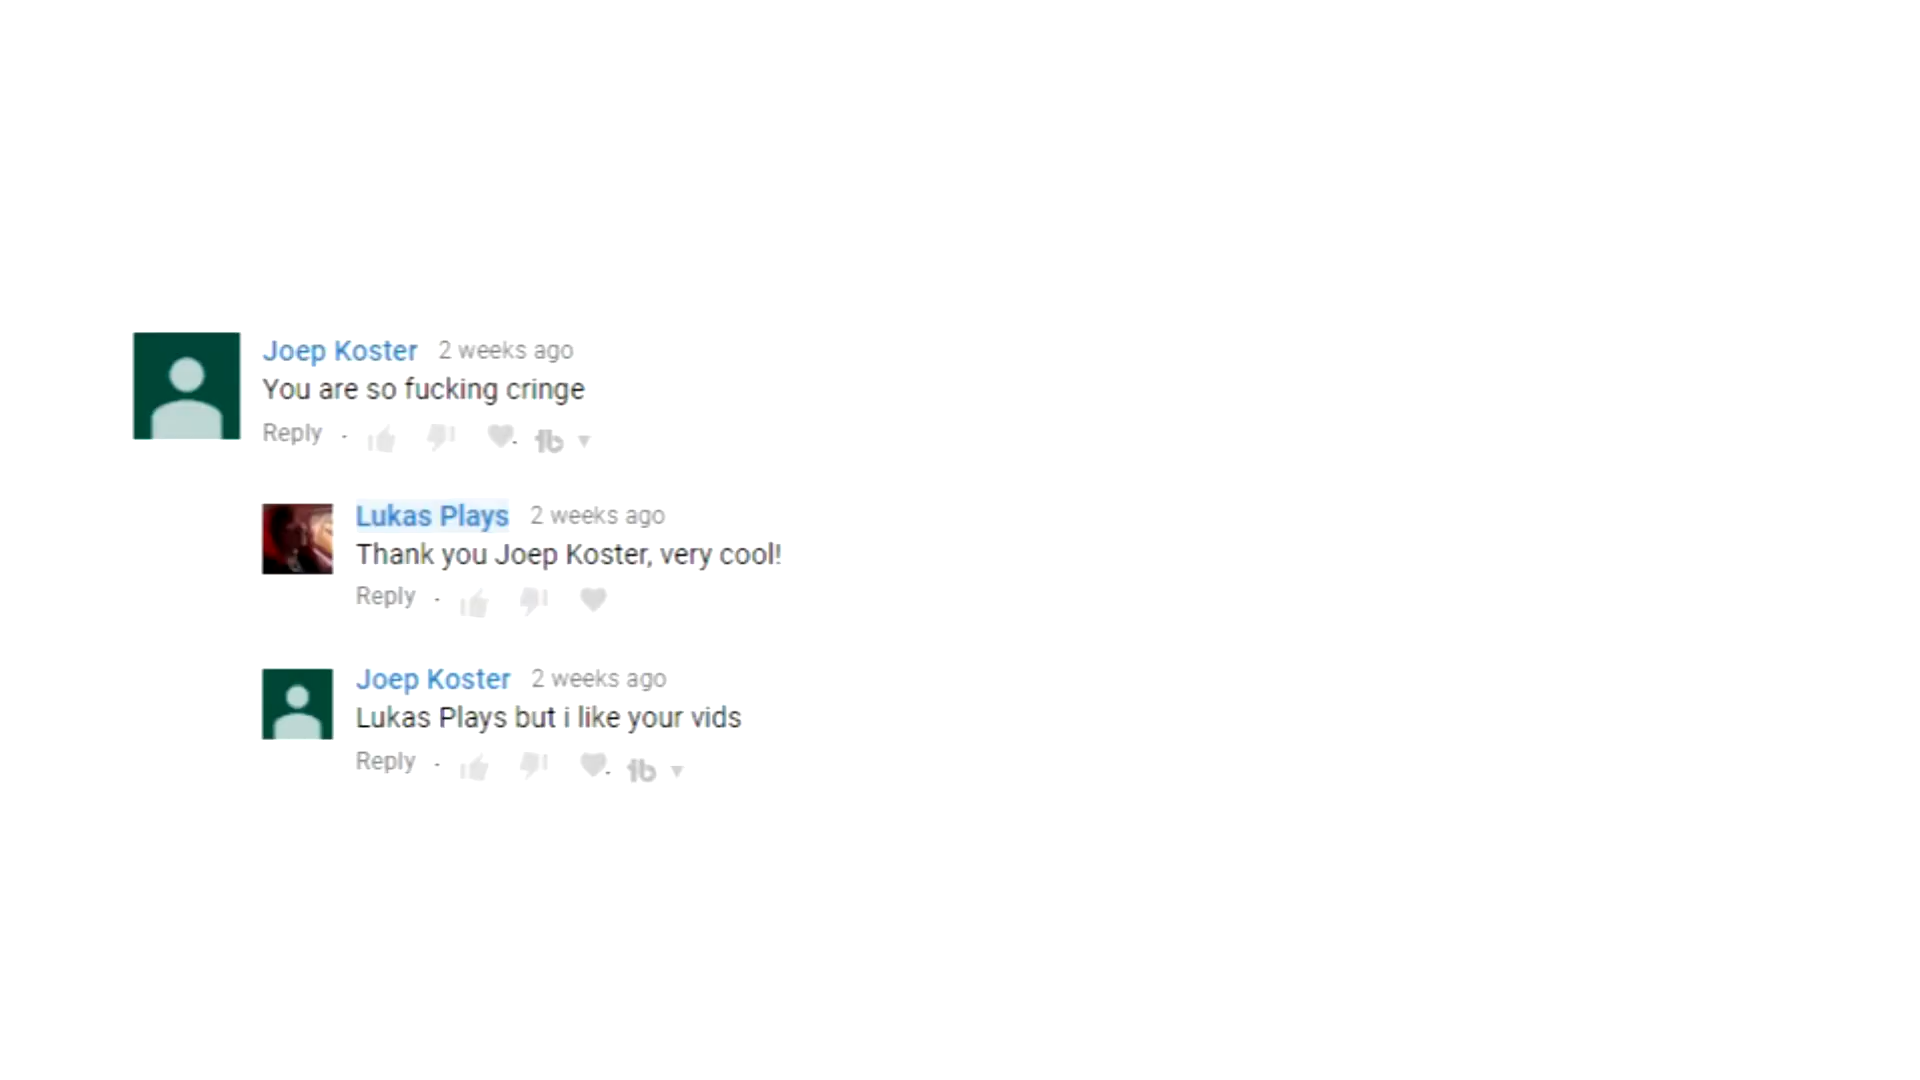 Joep Koster 2 weeks ago
You are so fucking cringe
Reply
Lukas Plays 2 weeks ago
Thank you Joep Koster, very cool!
Reply
Joep Koster 2 weeks ago
Lukas Plays but i like your vids
Reply